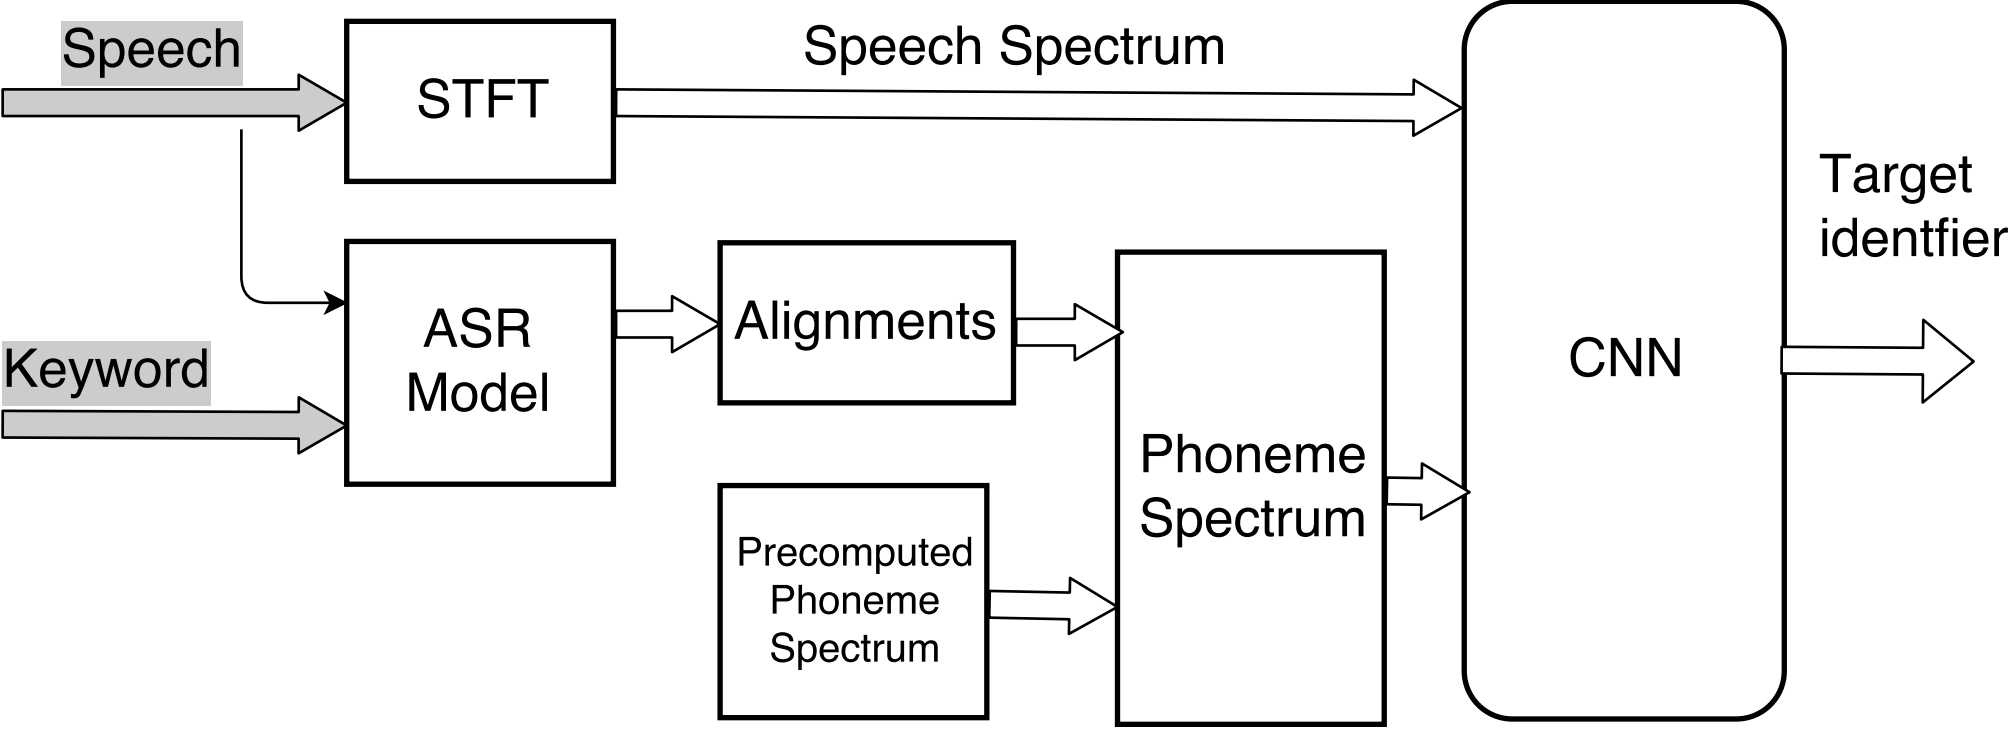 Speech
STFT
Speech Spectrum
Target
identfier
Keyword
ASR
Model
Alignments
Precomputed
Phoneme
Spectrum
Phoneme
Spectrum
CNN